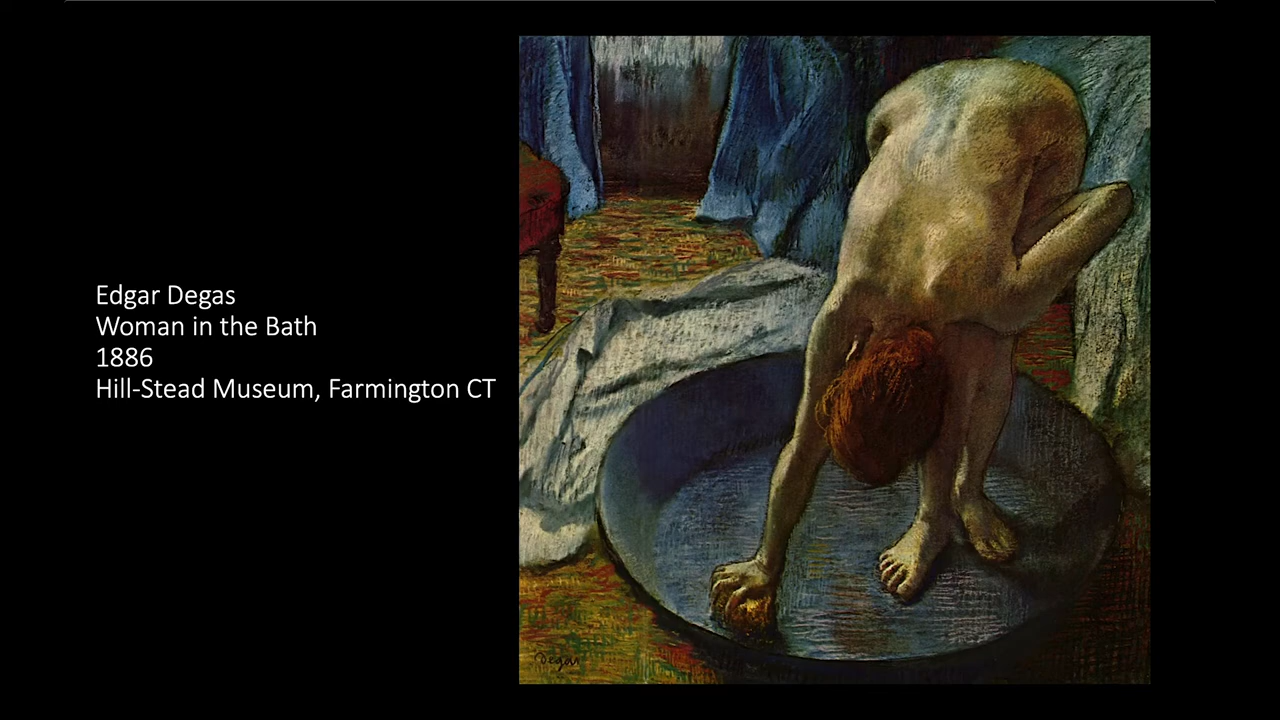 Edgar Degas
Woman in the Bath
1886
Hill-Stead Museum, Farmington CT
Degas